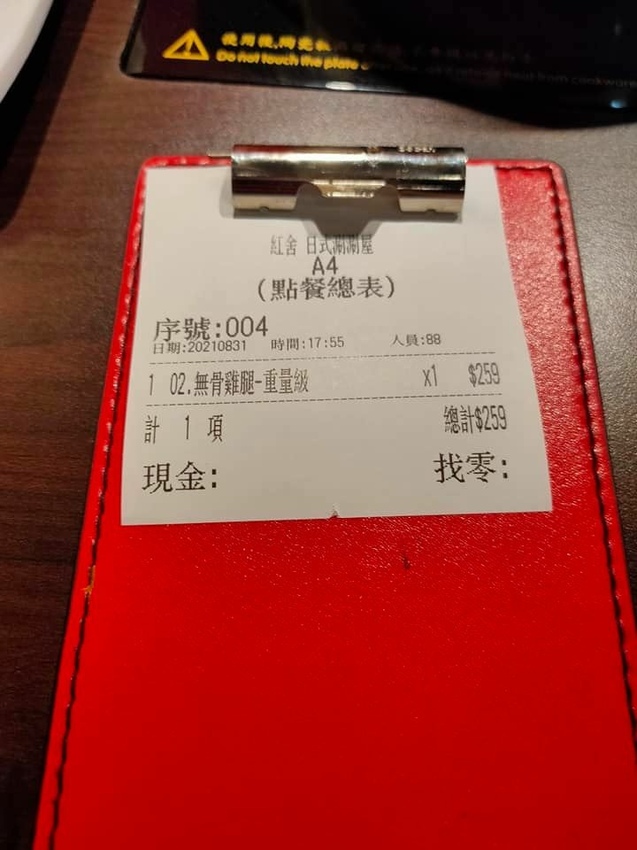 Do not touch the plate
紅舍 日式涮涮屋
A4
(點餐總表)
序號:004
日期:20210831 時間:17:55 人員:88
1 02.無骨雞腿-重量級 x1 $259
計 1 項 總計$259
現金: 找零: